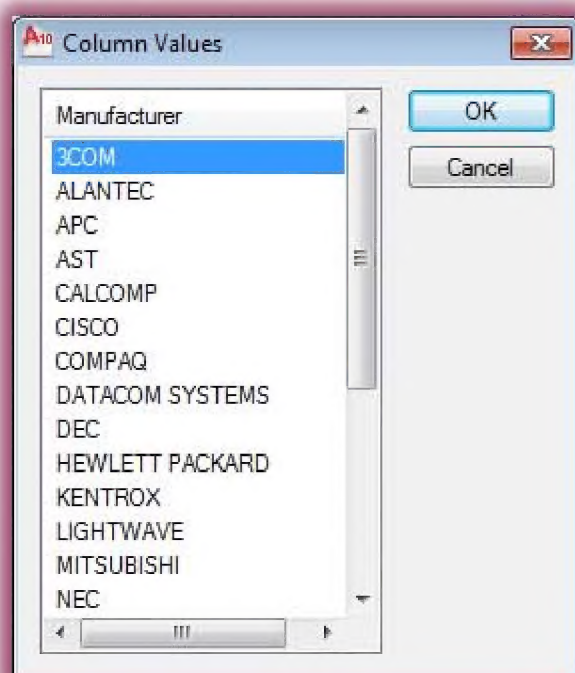 A10 Column Values
Manufacturer
3COM
ALANTEC
APC
AST
CALCOMP
CISCO
COMPAQ
DATACOM SYSTEMS
DEC
HEWLETT PACKARD
KENTROX
LIGHTWAVE
MITSUBISHI
NEC
OK
Cancel